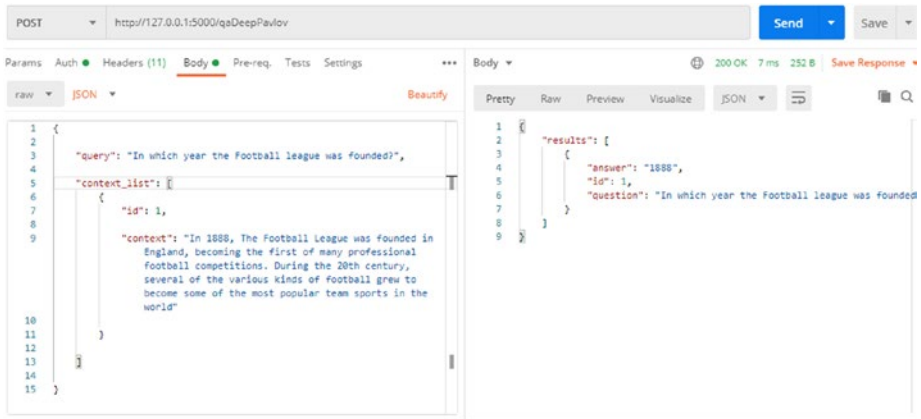 POST http://127.0.0.1:5000/qaDeepPavlov Send Save
Params Auth Headers (11) Body Pre-req. Tests Settings
raw JSON Beautify
1 {
2
3 "query": "In which year the Football league was founded?",
4
5 "context_list": [
6 {
7 "id": 1,
8
9 "context": "In 1888, The Football League was founded in
England, becoming the first of many professional
football competitions. During the 20th century,
several of the various kinds of football grew to
become some of the most popular team sports in the
world"
10
11 }
12
13 ]
14
15 }
Body 200 OK 7 ms 252 B Save Response
Pretty Raw Preview Visualize JSON
1 {
2 "results": [
3 {
4 "answer": "1888",
5 "id": 1,
6 "question": "In which year the Football league was founded
7 }
8 ]
9 }